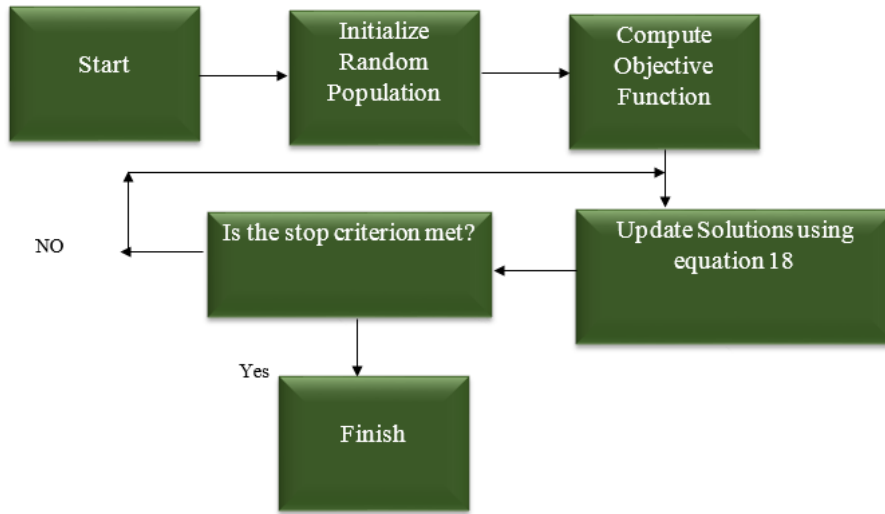 Start
Initialize
Random
Population
Compute
Objective
Function
NO
Is the stop criterion met?
Update Solutions using
equation 18
Yes
Finish